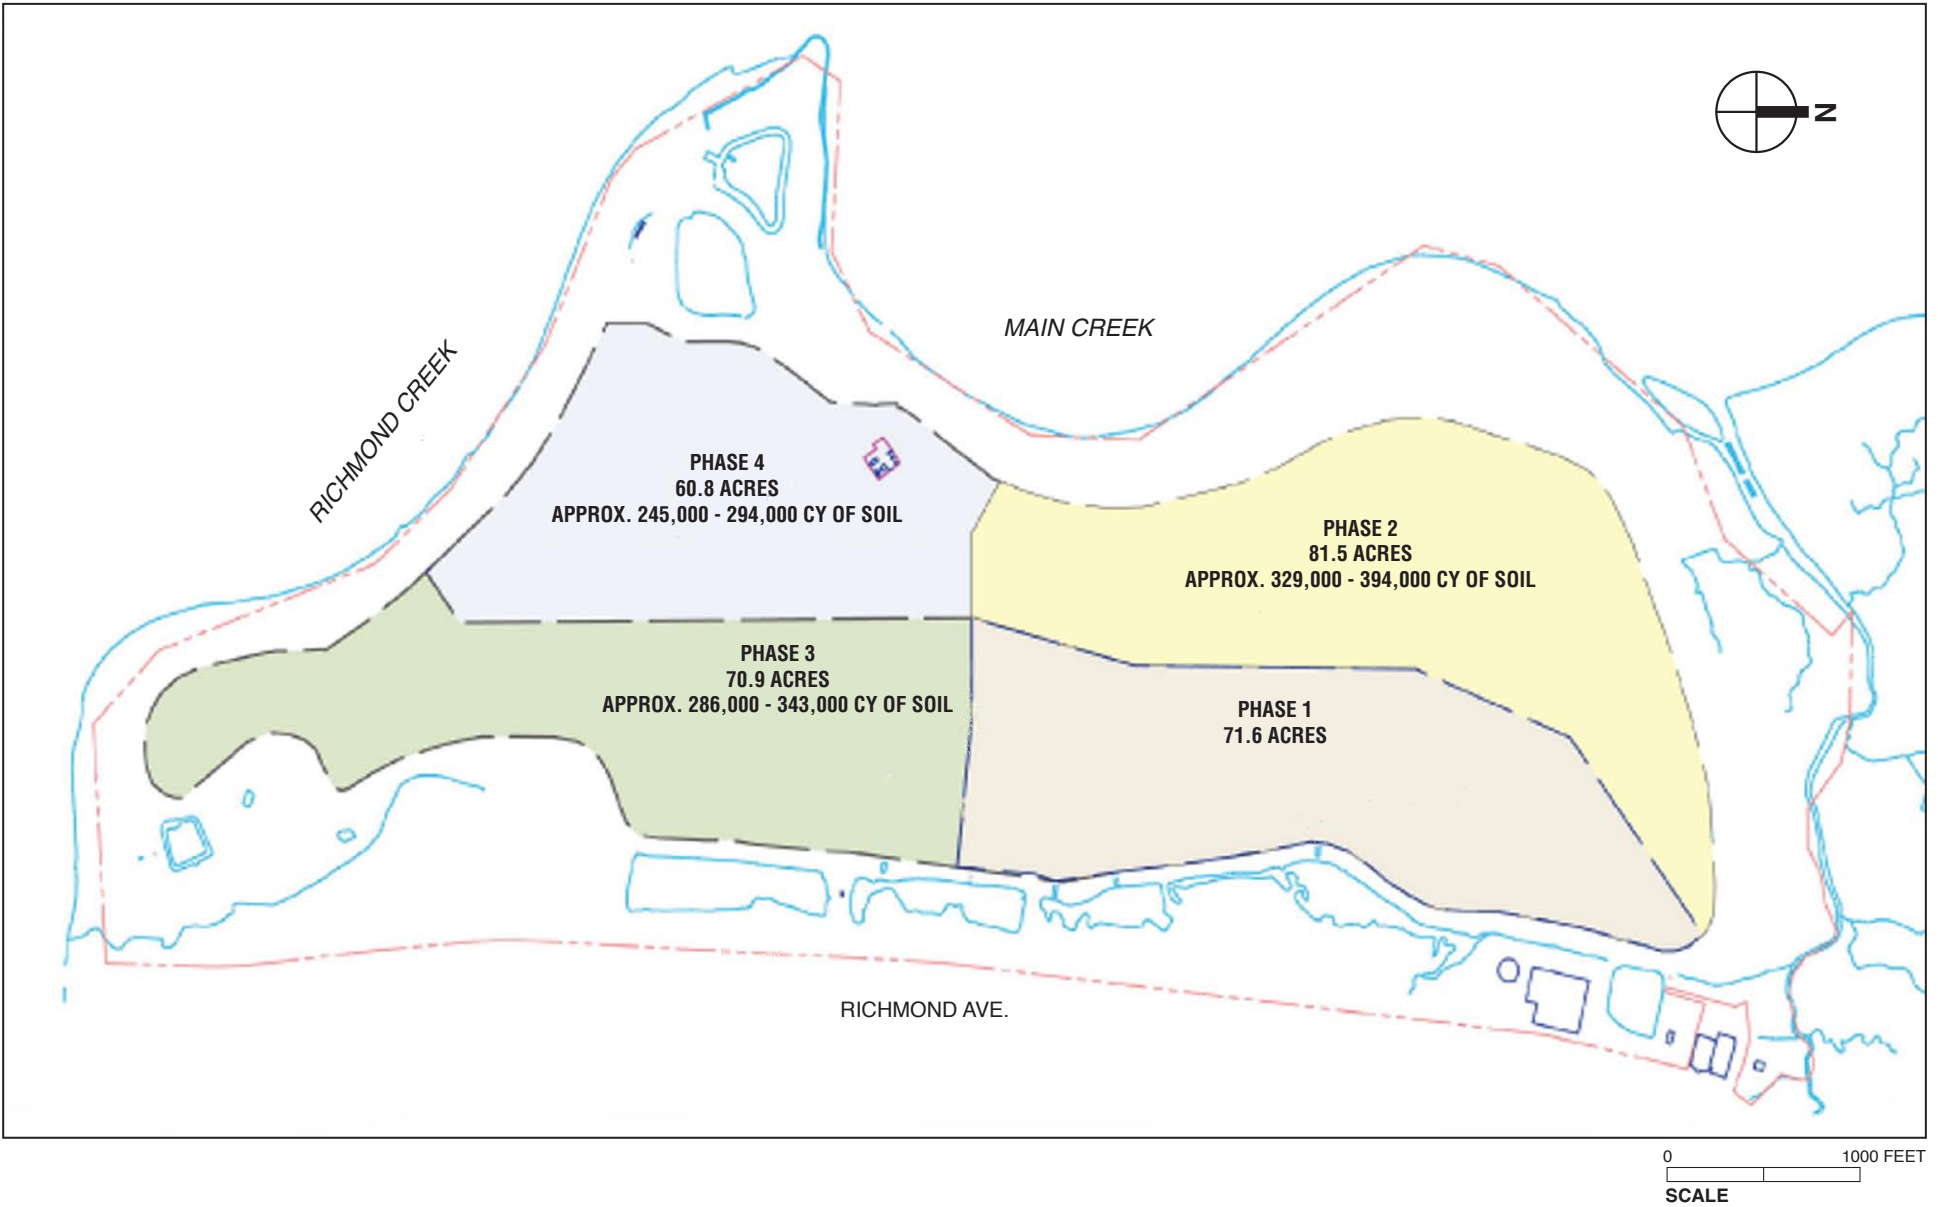 N
MAIN CREEK
RICHMOND CREEK
PHASE 4
60.8 ACRES
APPROX. 245,000 - 294,000 CY OF SOIL
PHASE 2
81.5 ACRES
APPROX. 329,000 - 394,000 CY OF SOIL
PHASE 3
70.9 ACRES
APPROX. 286,000 - 343,000 CY OF SOIL
PHASE 1
71.6 ACRES
RICHMOND AVE.
0 1000 FEET
SCALE